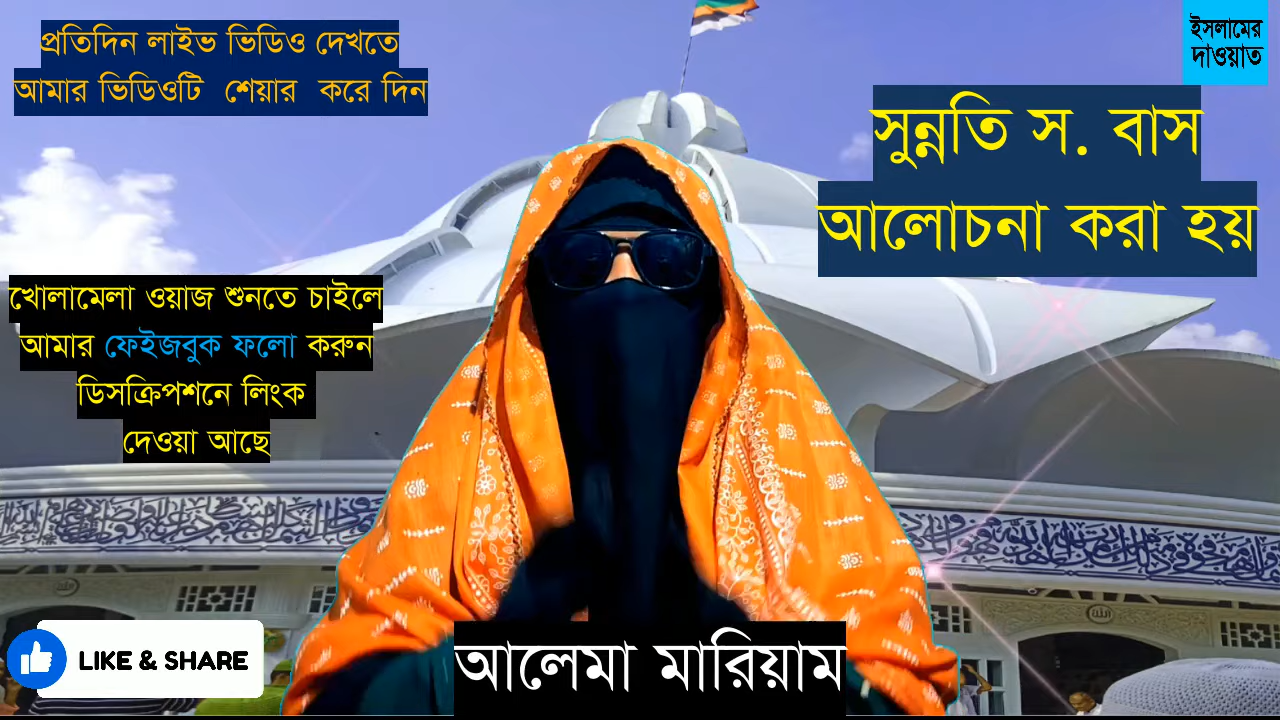 প্রতিদিন লাইভ ভিডিও দেখতে
আমার ভিডিওটি শেয়ার করে দিন
ইসলামের
দাওয়াত
সুন্নতি স. বাস
আলোচনা করা হয়
খোলামেলা ওয়াজ শুনতে চাইলে
আমার ফেইজবুক ফলো করুন
ডিসক্রিপশনে লিংক
দেওয়া আছে
LIKE & SHARE
আলেমা মারিয়াম